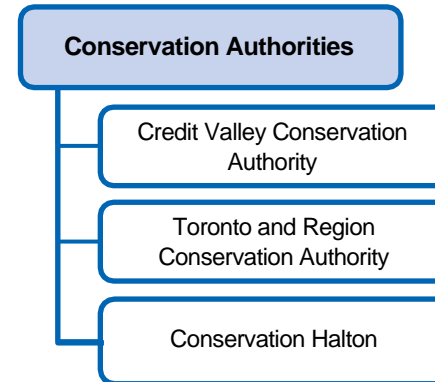 Conservation Authorities
Credit Valley Conservation
Authority
Toronto and Region
Conservation Authority
Conservation Halton